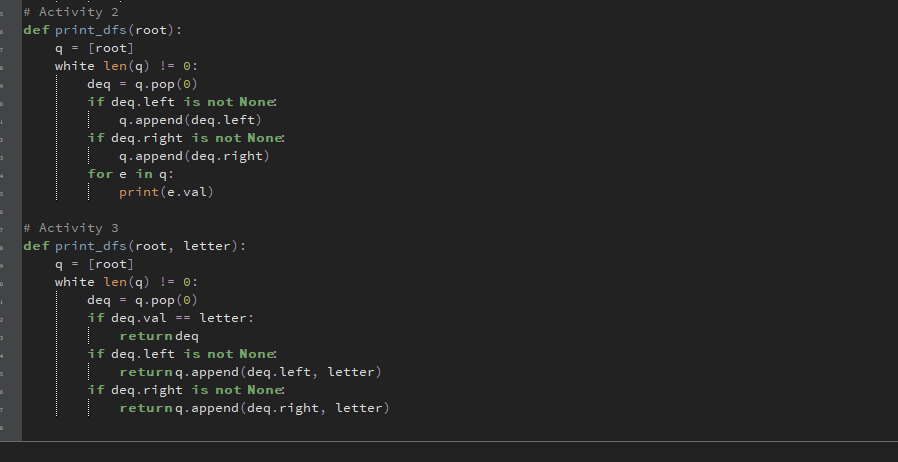 # Activity 2
def print_dfs(root):
    q = [root]
    white len(q) != 0:
        deq = q.pop(0)
        if deq.left is not None:
            q.append(deq.left)
        if deq.right is not None:
            q.append(deq.right)
        for e in q:
            print(e.val)

# Activity 3
def print_dfs(root, letter):
    q = [root]
    white len(q) != 0:
        deq = q.pop(0)
        if deq.val == letter:
            return deq
        if deq.left is not None:
            return q.append(deq.left, letter)
        if deq.right is not None:
            return q.append(deq.right, letter)